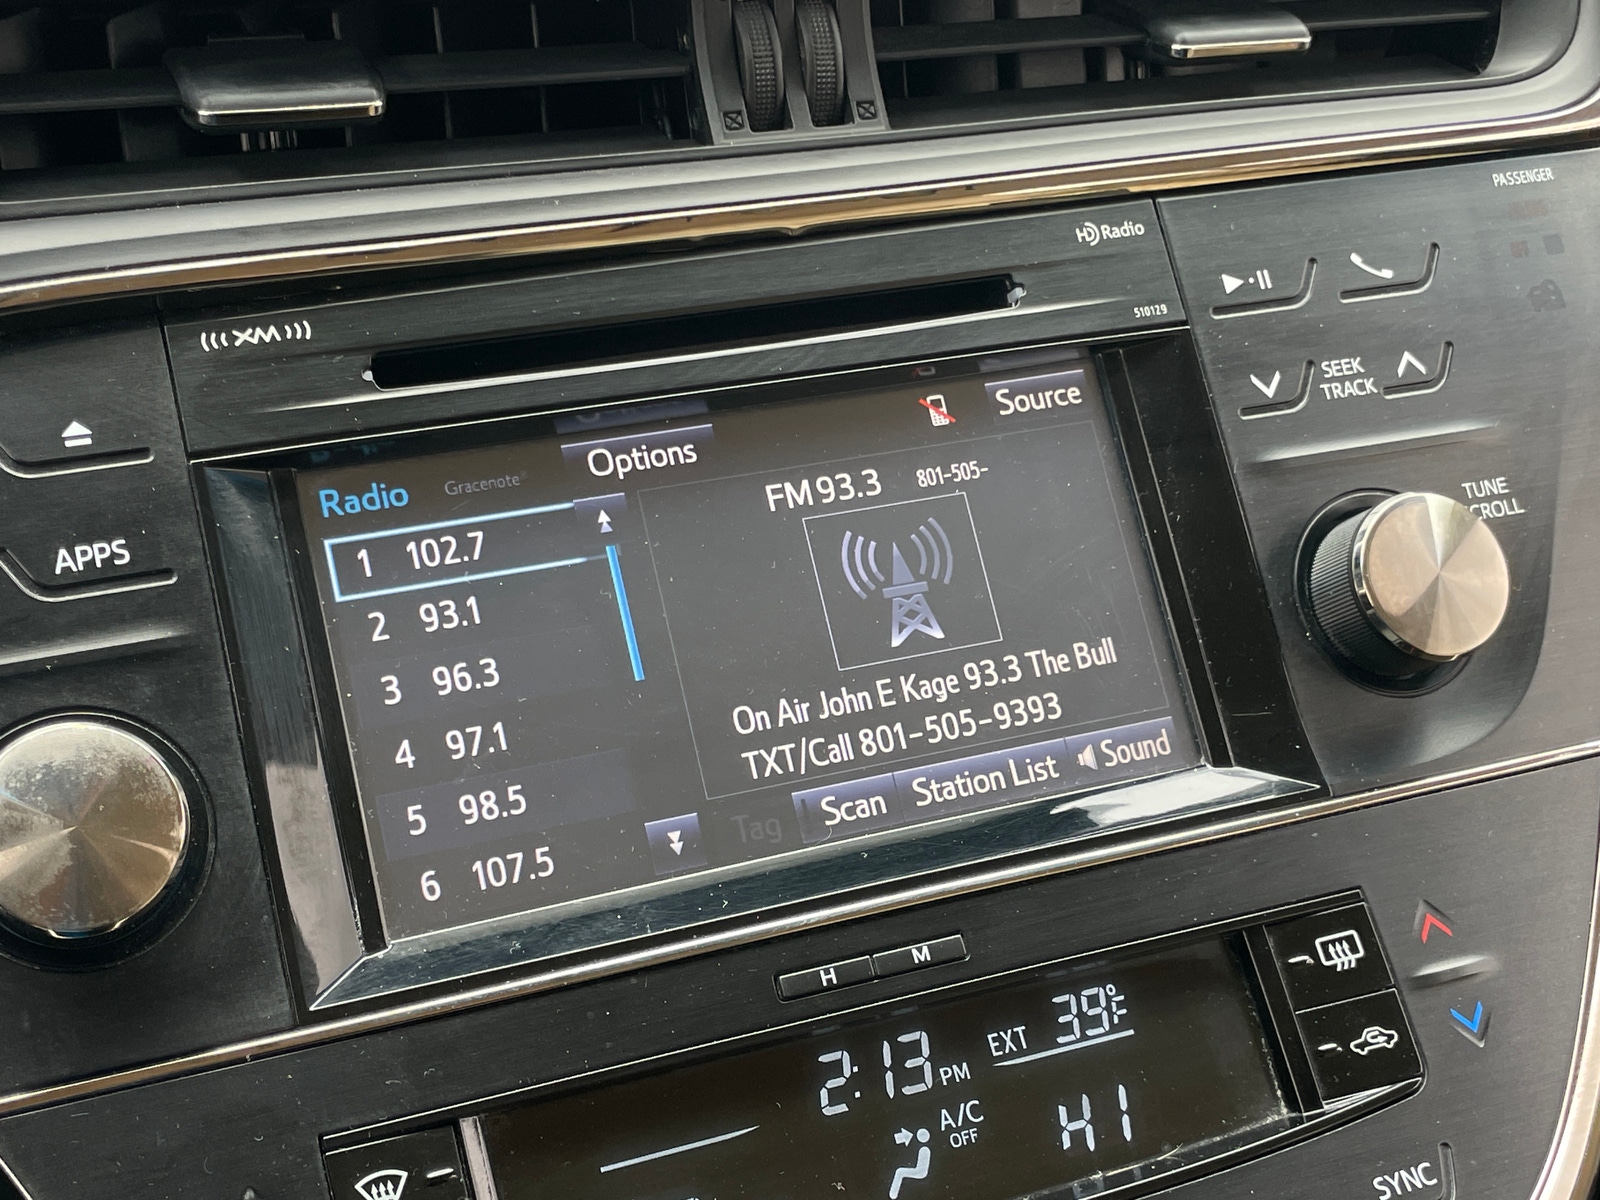 PASSENGER
HD Radio
(((XM)))
510129
SEEK
TRACK
Source
Options
Radio
Gracenote®
FM 93.3
801-505-
TUNE
APPS
1 102.7
2 93.1
3 96.3
4 97.1
5 98.5
6 107.5
On Air John E Kage 93.3 The Bull
TXT/Call 801-505-9393
Tag
Scan
Station List
Sound
H
M
2:13 PM
EXT 39°F
A/C
OFF
HI
SYNC